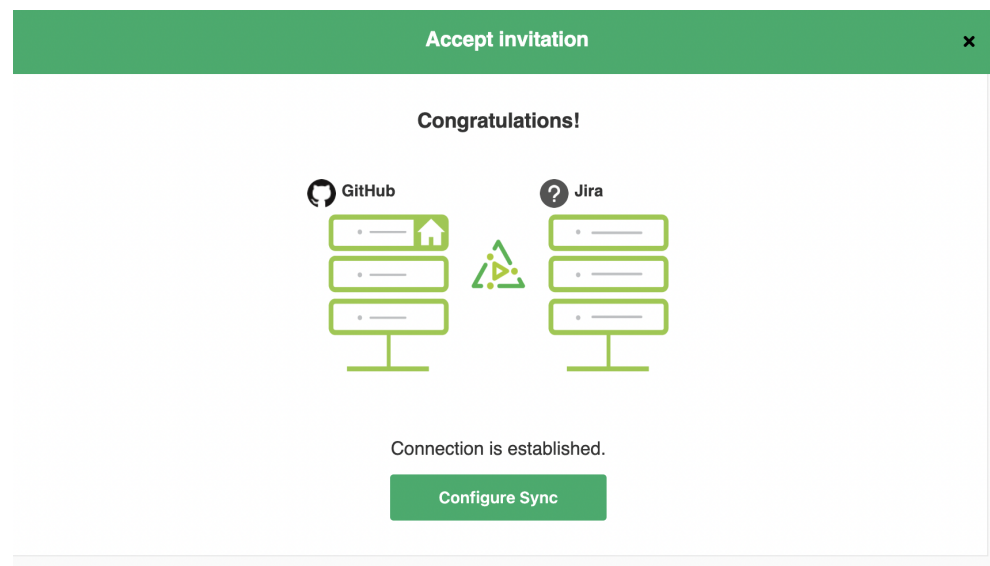 Accept invitation
Congratulations!
GitHub
Jira
Connection is established.
Configure Sync